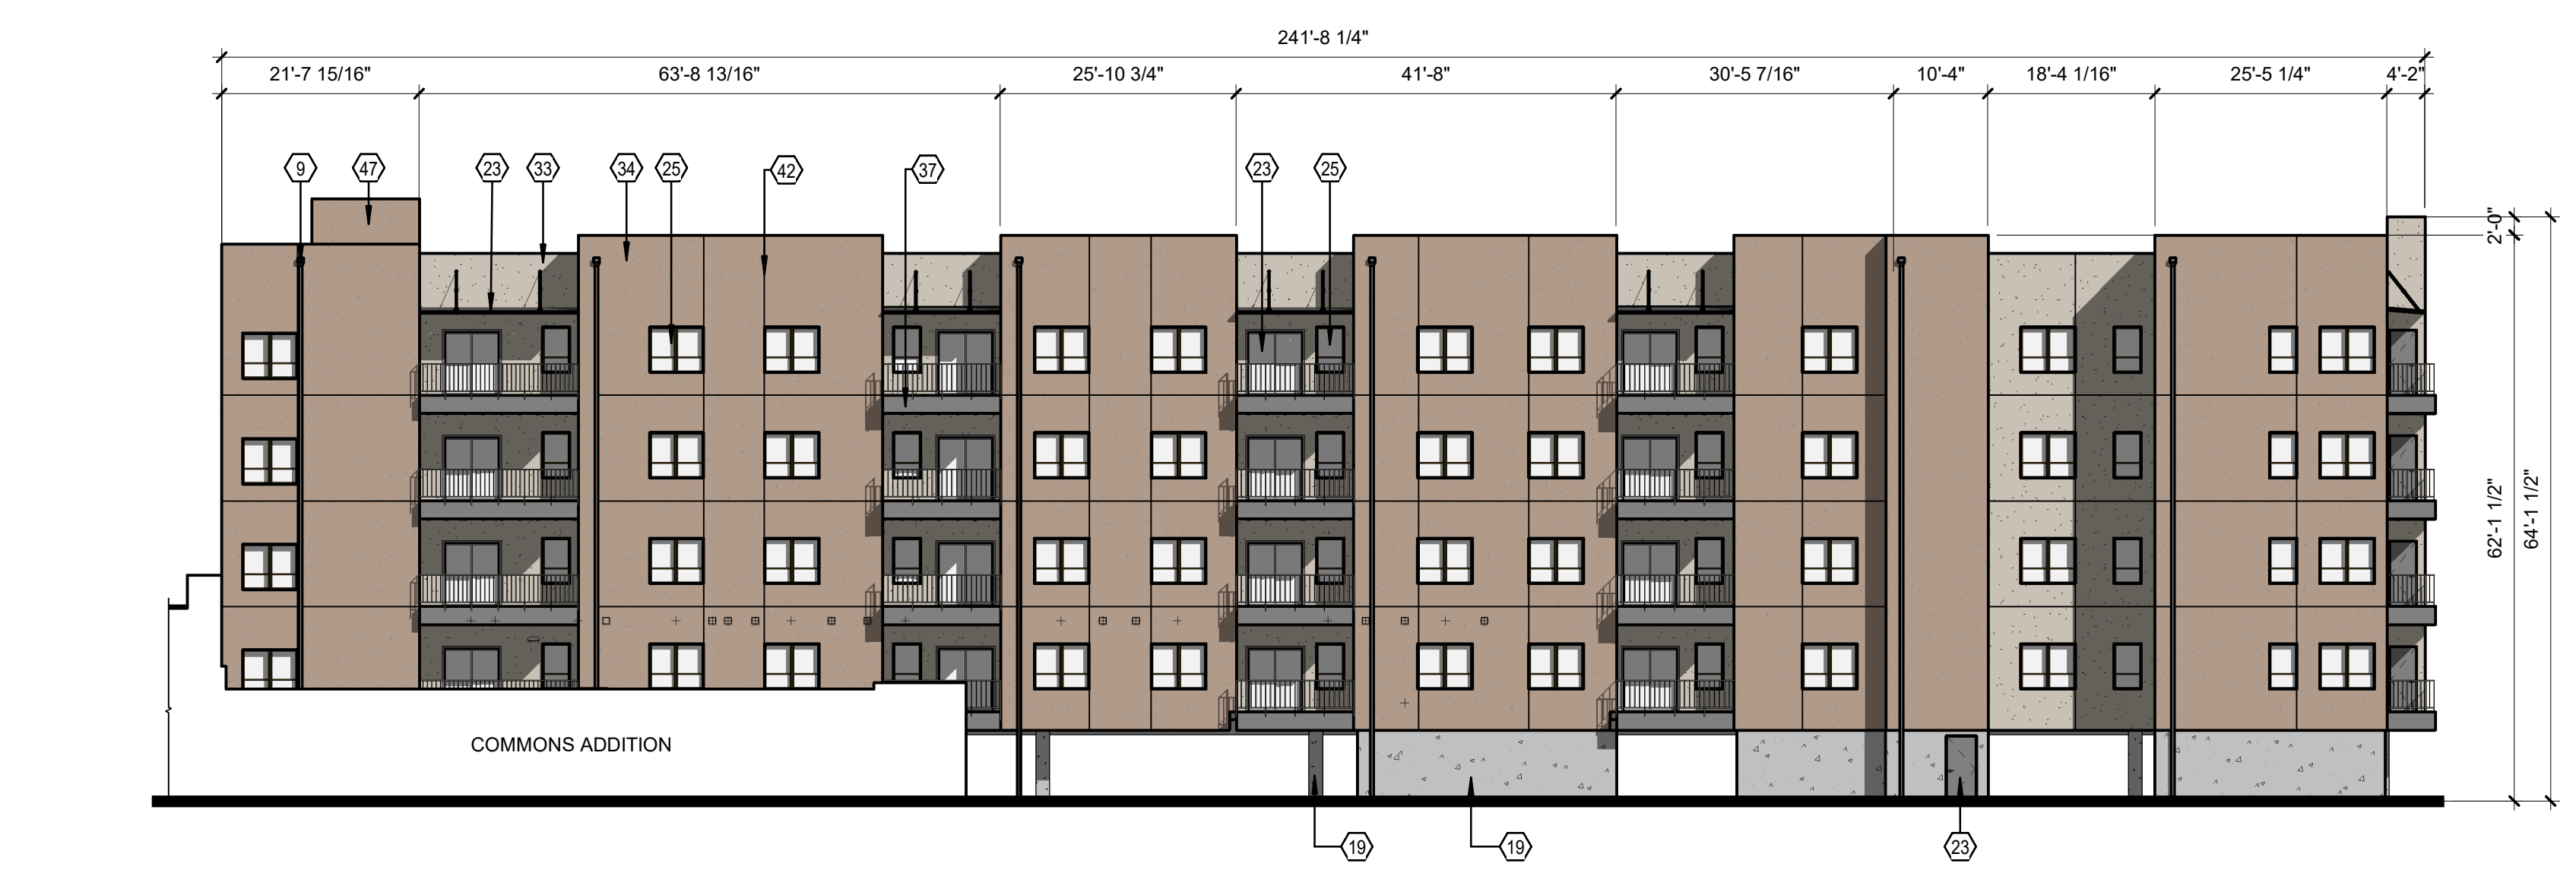 241'-8 1/4"
21'-7 15/16" 63'-8 13/16" 25'-10 3/4" 41'-8" 30'-5 7/16" 10'-4" 18'-4 1/16" 25'-5 1/4" 4'-2"
9 47 23 33 34 25 42 37 23 25
2'-0"
62'-1 1/2"
64'-1 1/2"
COMMONS ADDITION
19 19 23